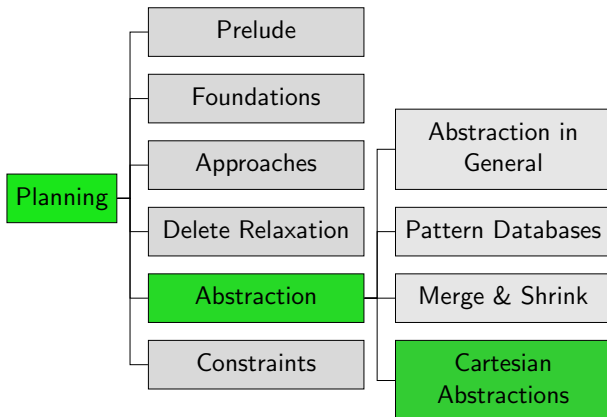 Planning
Prelude
Foundations
Approaches
Delete Relaxation
Abstraction
Constraints
Abstraction in
General
Pattern Databases
Merge & Shrink
Cartesian
Abstractions